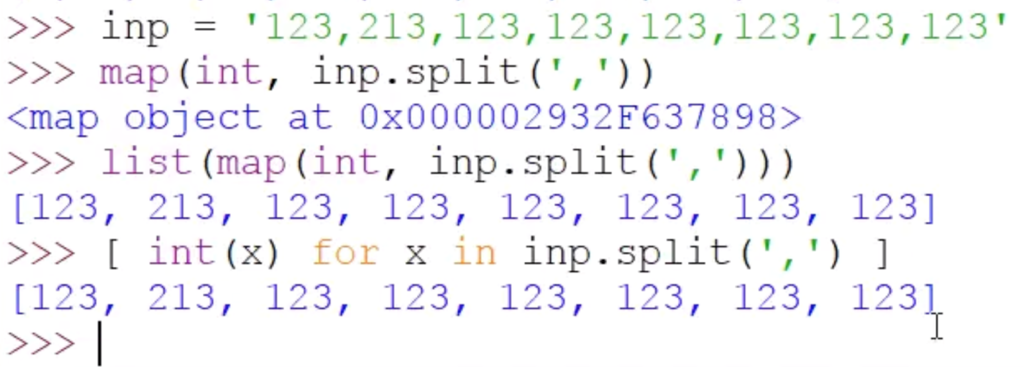 >>> inp = '123,213,123,123,123,123,123,123'
>>> map(int, inp.split(','))
<map object at 0x000002932F637898>
>>> list(map(int, inp.split(',')))
[123, 213, 123, 123, 123, 123, 123, 123]
>>> [ int(x) for x in inp.split(',') ]
[123, 213, 123, 123, 123, 123, 123, 123]
>>>